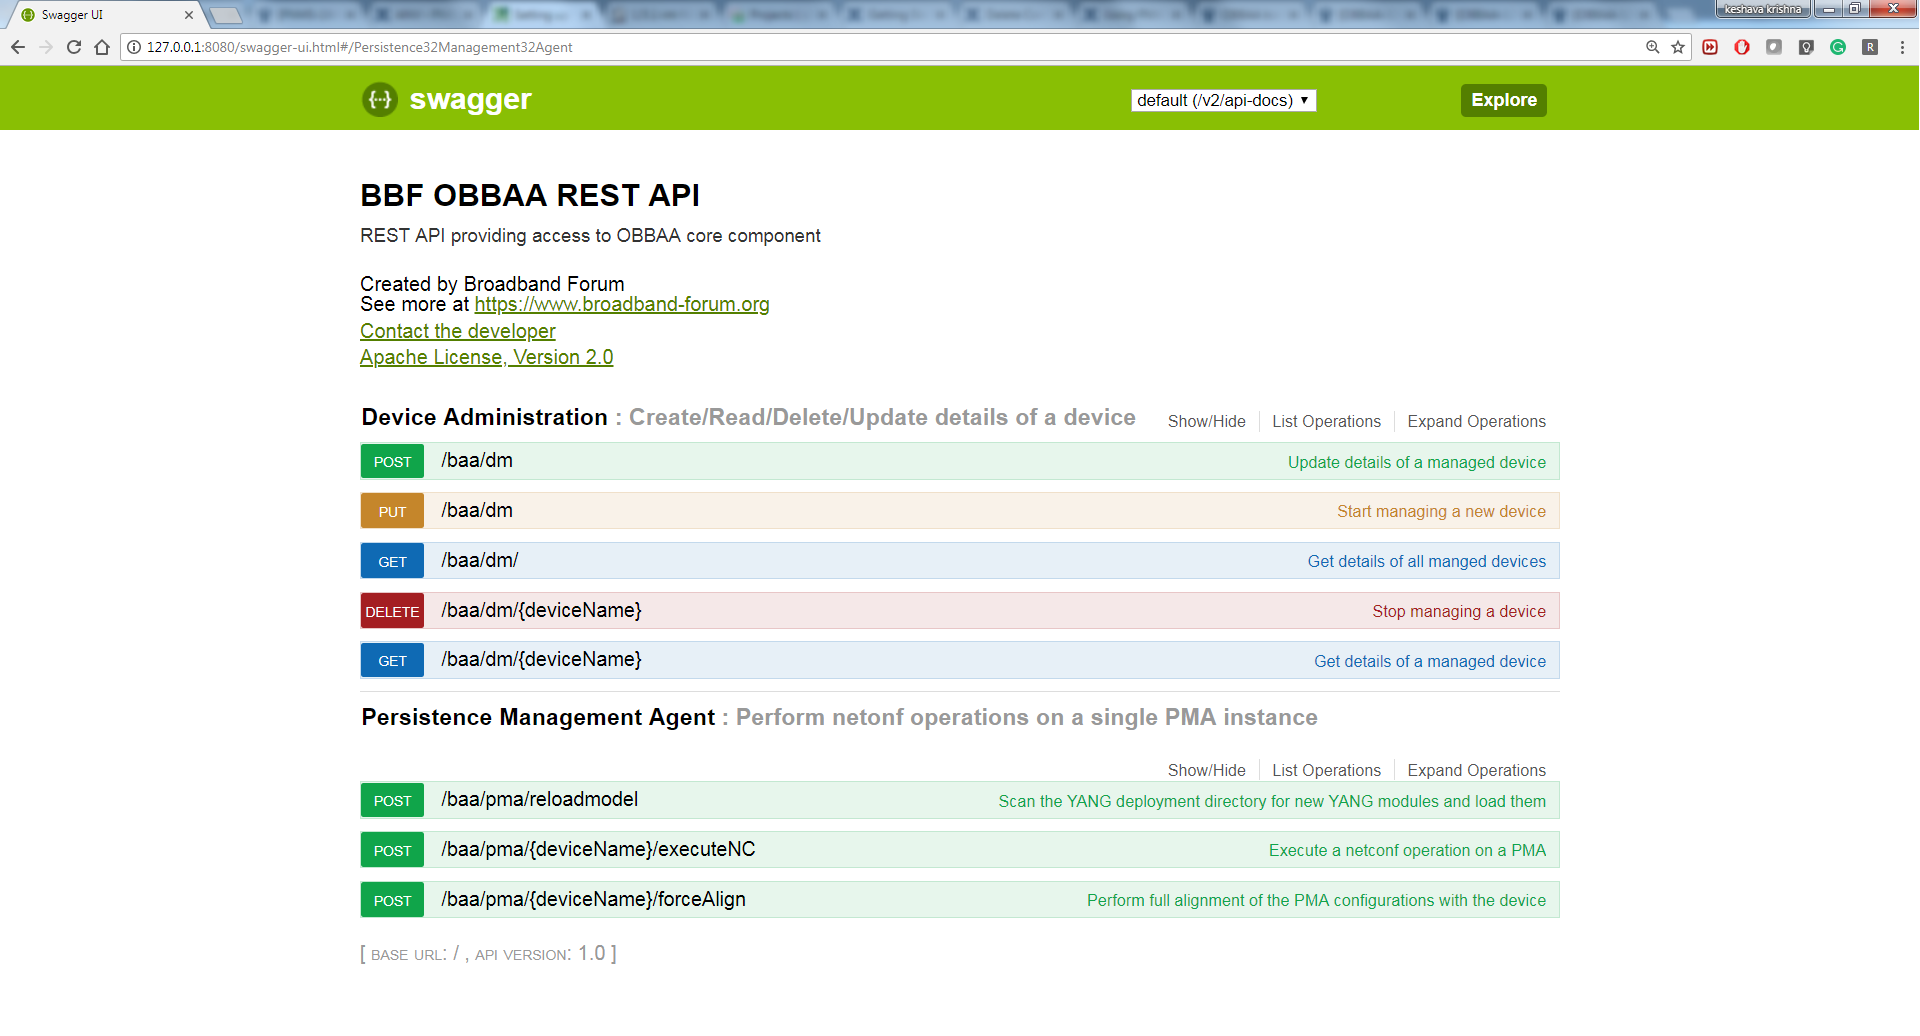 Swagger UI
keshava krishna
127.0.0.1:8080/swagger-ui.html#/Persistence32Management32Agent
swagger
default (/v2/api-docs)
Explore
BBF OBBAA REST API
REST API providing access to OBBAA core component
Created by Broadband Forum
See more at https://www.broadband-forum.org
Contact the developer
Apache License, Version 2.0
Device Administration : Create/Read/Delete/Update details of a device
Show/Hide List Operations Expand Operations
POST /baa/dm Update details of a managed device
PUT /baa/dm Start managing a new device
GET /baa/dm/ Get details of all manged devices
DELETE /baa/dm/{deviceName} Stop managing a device
GET /baa/dm/{deviceName} Get details of a managed device
Persistence Management Agent : Perform netonf operations on a single PMA instance
Show/Hide List Operations Expand Operations
POST /baa/pma/reloadmodel Scan the YANG deployment directory for new YANG modules and load them
POST /baa/pma/{deviceName}/executeNC Execute a netconf operation on a PMA
POST /baa/pma/{deviceName}/forceAlign Perform full alignment of the PMA configurations with the device
[ BASE URL: / , API VERSION: 1.0 ]